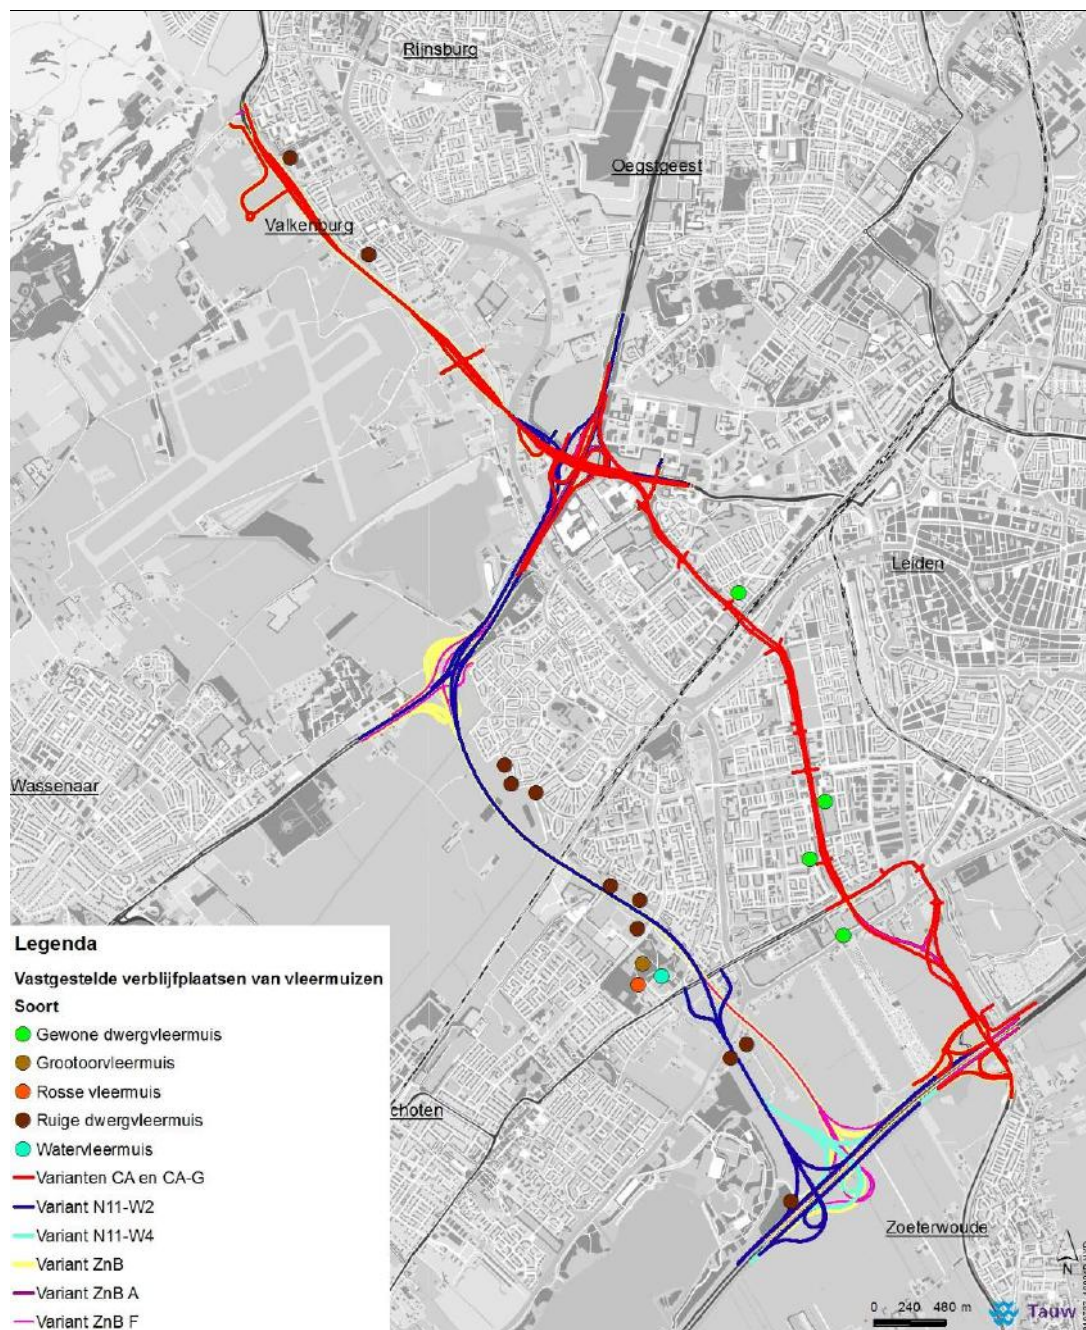 Rijnsburg
Oegstgeest
Valkenburg
Leiden
Wassenaar
choten
Zoeterwoude
Legenda
Vastgestelde verblijfplaatsen van vleermuizen
Soort
Gewone dwergvleermuis
Grootoorvleermuis
Rosse vleermuis
Ruige dwergvleermuis
Watervleermuis
Varianten CA en CA-G
Variant N11-W2
Variant N11-W4
Variant ZnB
Variant ZnB A
Variant ZnB F
N
0 240 480 m
Tauw